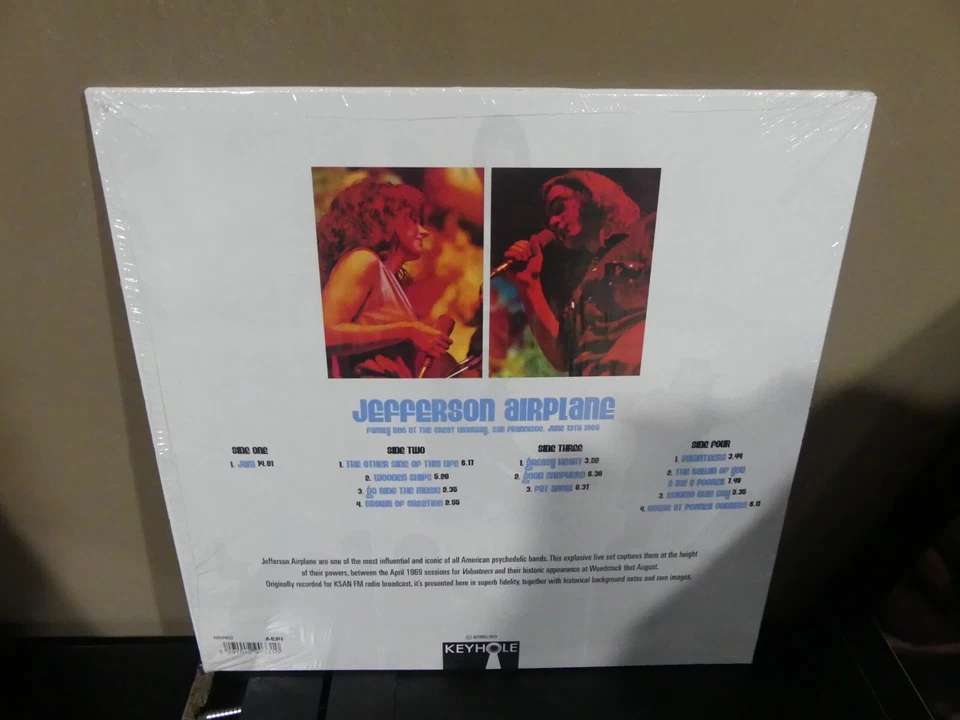 JEFFERSON AIRPLANE
FAMILY DOG AT THE GREAT HIGHWAY, SAN FRANCISCO, JUNE 13TH 1969
SIDE ONE
1. JAM 14.01
SIDE TWO
1. THE OTHER SIDE OF THIS LIFE 6.17
2. WOODEN SHIPS 5.20
3. GO RIDE THE MUSIC 2.35
4. CROWN OF CREATION 2.55
SIDE THREE
1. GREASY HEART 3.22
2. GOOD SHEPHERD 6.30
3. FAT ANGEL 8.37
SIDE FOUR
1. VOLUNTEERS 3.44
2. THE BALLAD OF YOU
& ME & POONEIL 7.49
3. ESKIMO BLUE DAY 5.35
4. HOUSE AT POONEIL CORNERS 6.11
Jefferson Airplane are one of the most influential and iconic of all American psychedelic bands. This explosive live set captures them at the height
of their powers, between the April 1969 sessions for Volunteers and their historic appearance at Woodstock that August.
Originally recorded for KSAN FM radio broadcast, it's presented here in superb fidelity, together with historical background notes and rare images.
AEPI
KEYHOLE